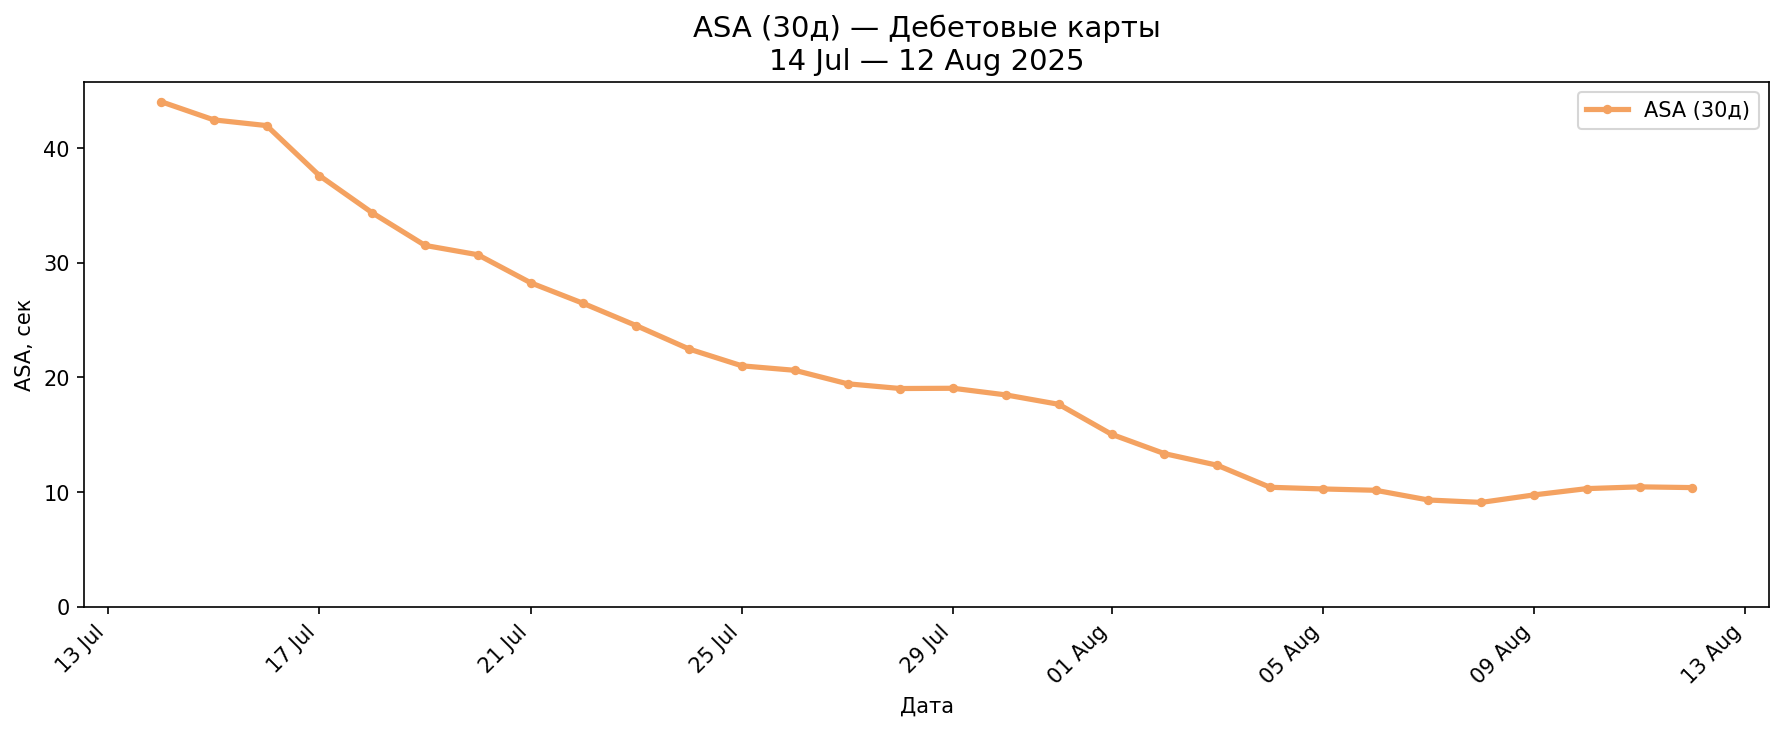 ASA (30д) — Дебетовые карты
14 Jul — 12 Aug 2025
ASA (30д)
ASA, сек
40
30
20
10
0
13 Jul
17 Jul
21 Jul
25 Jul
29 Jul
01 Aug
05 Aug
09 Aug
13 Aug
Дата